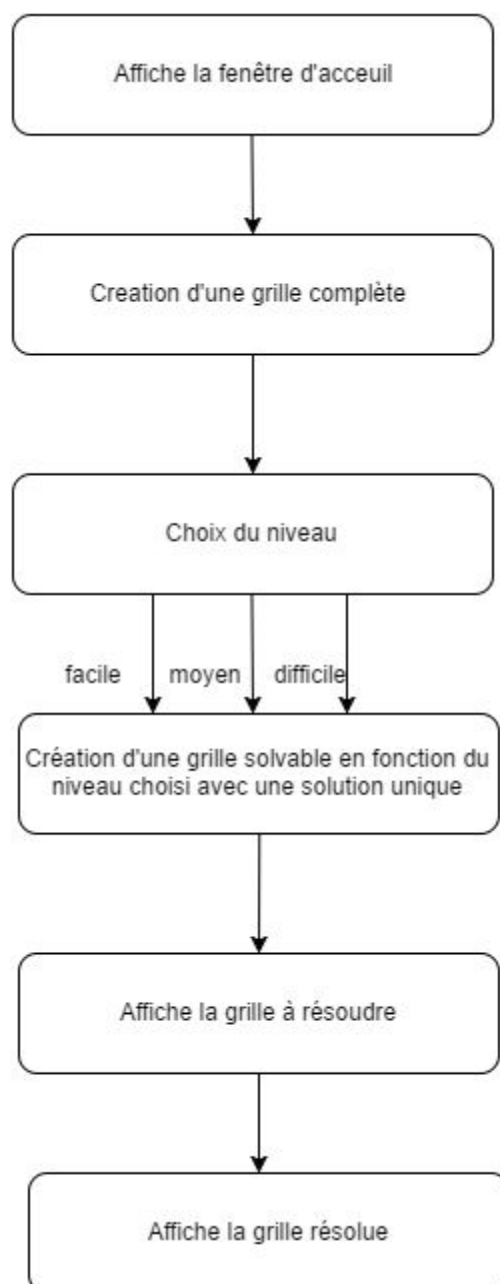 Affiche la fenêtre d'acceuil
Creation d'une grille complète
Choix du niveau
facile
moyen
difficile
Création d'une grille solvable en fonction du
niveau choisi avec une solution unique
Affiche la grille à résoudre
Affiche la grille résolue